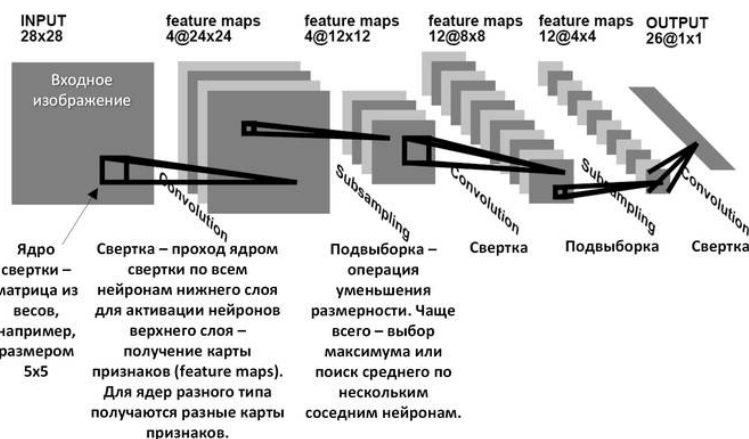 INPUT
28x28
feature maps
4@24x24
feature maps
4@12x12
feature maps
12@8x8
feature maps
12@4x4
OUTPUT
26@1x1
Входное
изображение
Convolution
Subsampling
Convolution
Subsampling
Convolution
Ядро
свертки –
матрица из
весов,
например,
размером
5х5
Свертка – проход ядром
свертки по всем
нейронам нижнего слоя
для активации нейронов
верхнего слоя –
получение карты
признаков (feature maps).
Для ядер разного типа
получаются разные карты
признаков.
Подвыборка –
операция
уменьшения
размерности. Чаще
всего – выбор
максимума или
поиск среднего по
нескольким
соседним нейронам.
Свертка
Подвыборка
Свертка